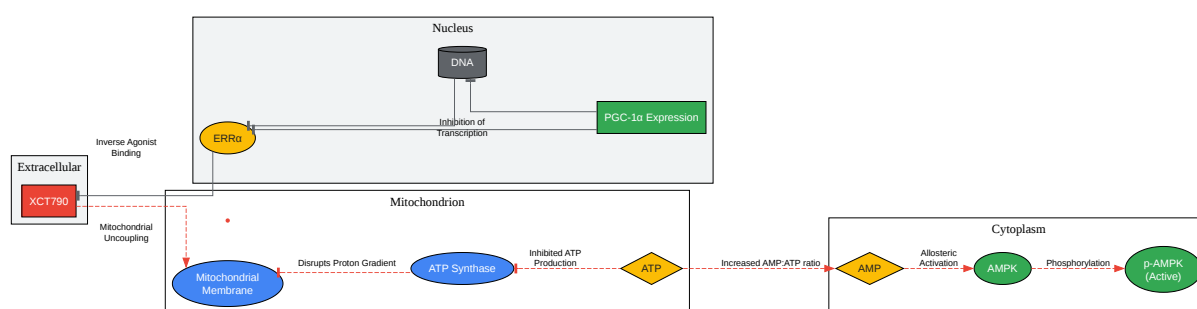 Nucleus
DNA
PGC-1α Expression
Inhibition of
Transcription
ERRα
Inverse Agonist
Binding
Extracellular
XCT790
Mitochondrial
Uncoupling
Mitochondrion
Mitochondrial
Membrane
Disrupts Proton Gradient
ATP Synthase
Inhibited ATP
Production
ATP
Increased AMP:ATP ratio
Cytoplasm
AMP
Allosteric
Activation
AMPK
Phosphorylation
p-AMPK
(Active)